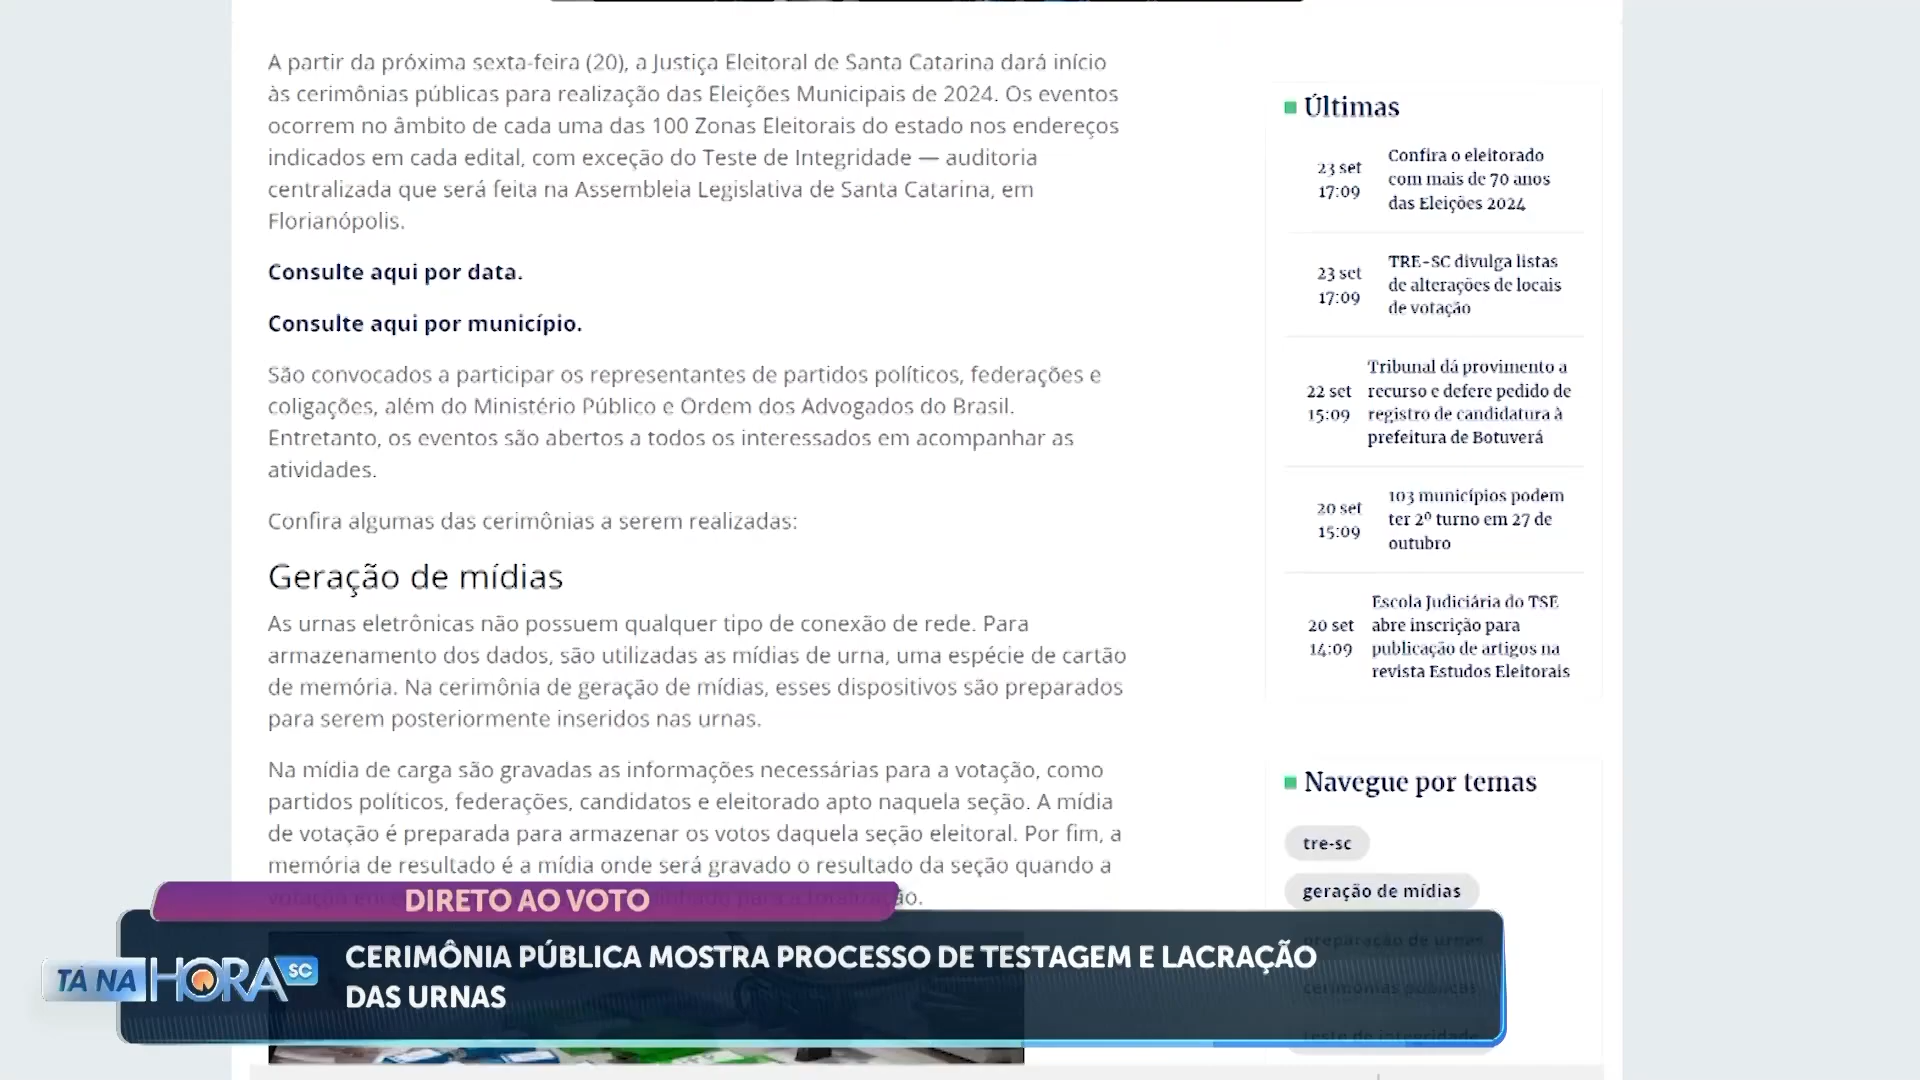 A partir da próxima sexta-feira (20), a Justiça Eleitoral de Santa Catarina dará início
às cerimônias públicas para realização das Eleições Municipais de 2024. Os eventos
ocorrem no âmbito de cada uma das 100 Zonas Eleitorais do estado nos endereços
indicados em cada edital, com exceção do Teste de Integridade — auditoria
centralizada que será feita na Assembleia Legislativa de Santa Catarina, em
Florianópolis.
Consulte aqui por data.
Consulte aqui por município.
São convocados a participar os representantes de partidos políticos, federações e
coligações, além do Ministério Público e Ordem dos Advogados do Brasil.
Entretanto, os eventos são abertos a todos os interessados em acompanhar as
atividades.
Confira algumas das cerimônias a serem realizadas:
Geração de mídias
As urnas eletrônicas não possuem qualquer tipo de conexão de rede. Para
armazenamento dos dados, são utilizadas as mídias de urna, uma espécie de cartão
de memória. Na cerimônia de geração de mídias, esses dispositivos são preparados
para serem posteriormente inseridos nas urnas.
Na mídia de carga são gravadas as informações necessárias para a votação, como
partidos políticos, federações, candidatos e eleitorado apto naquela seção. A mídia
de votação é preparada para armazenar os votos daquela seção eleitoral. Por fim, a
memória de resultado é a mídia onde será gravado o resultado da seção quando a
Últimas
23 set
17:09
Confira o eleitorado
com mais de 70 anos
das Eleições 2024
23 set
17:09
TRE-SC divulga listas
de alterações de locais
de votação
22 set
15:09
Tribunal dá provimento a
recurso e defere pedido de
registro de candidatura à
prefeitura de Botuverá
20 set
15:09
103 municípios podem
ter 2º turno em 27 de
outubro
20 set
14:09
Escola Judiciária do TSE
abre inscrição para
publicação de artigos na
revista Estudos Eleitorais
Navegue por temas
tre-sc
geração de mídias
preparação de urnas
cerimônias públicas
teste de integridade
DIRETO AO VOTO
TÁ NA HORA SC
CERIMÔNIA PÚBLICA MOSTRA PROCESSO DE TESTAGEM E LACRAÇÃO
DAS URNAS